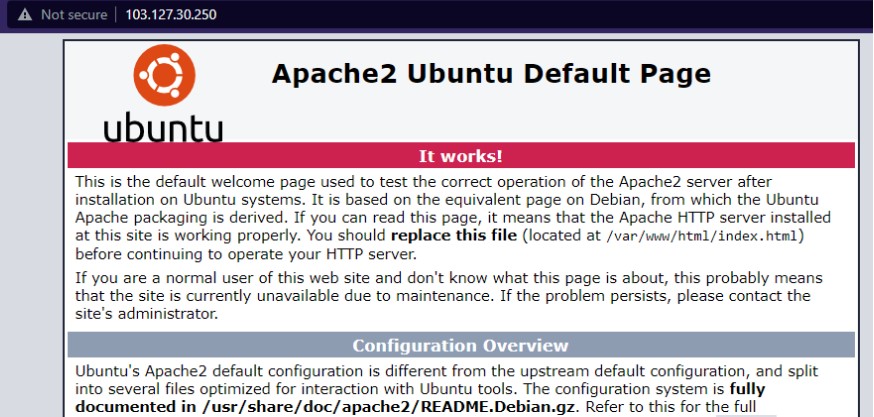 Not secure 103.127.30.250
Apache2 Ubuntu Default Page
ubuntu
It works!
This is the default welcome page used to test the correct operation of the Apache2 server after
installation on Ubuntu systems. It is based on the equivalent page on Debian, from which the Ubuntu
Apache packaging is derived. If you can read this page, it means that the Apache HTTP server installed
at this site is working properly. You should replace this file (located at /var/www/html/index.html)
before continuing to operate your HTTP server.
If you are a normal user of this web site and don't know what this page is about, this probably means
that the site is currently unavailable due to maintenance. If the problem persists, please contact the
site's administrator.
Configuration Overview
Ubuntu's Apache2 default configuration is different from the upstream default configuration, and split
into several files optimized for interaction with Ubuntu tools. The configuration system is fully
documented in /usr/share/doc/apache2/README.Debian.gz. Refer to this for the full